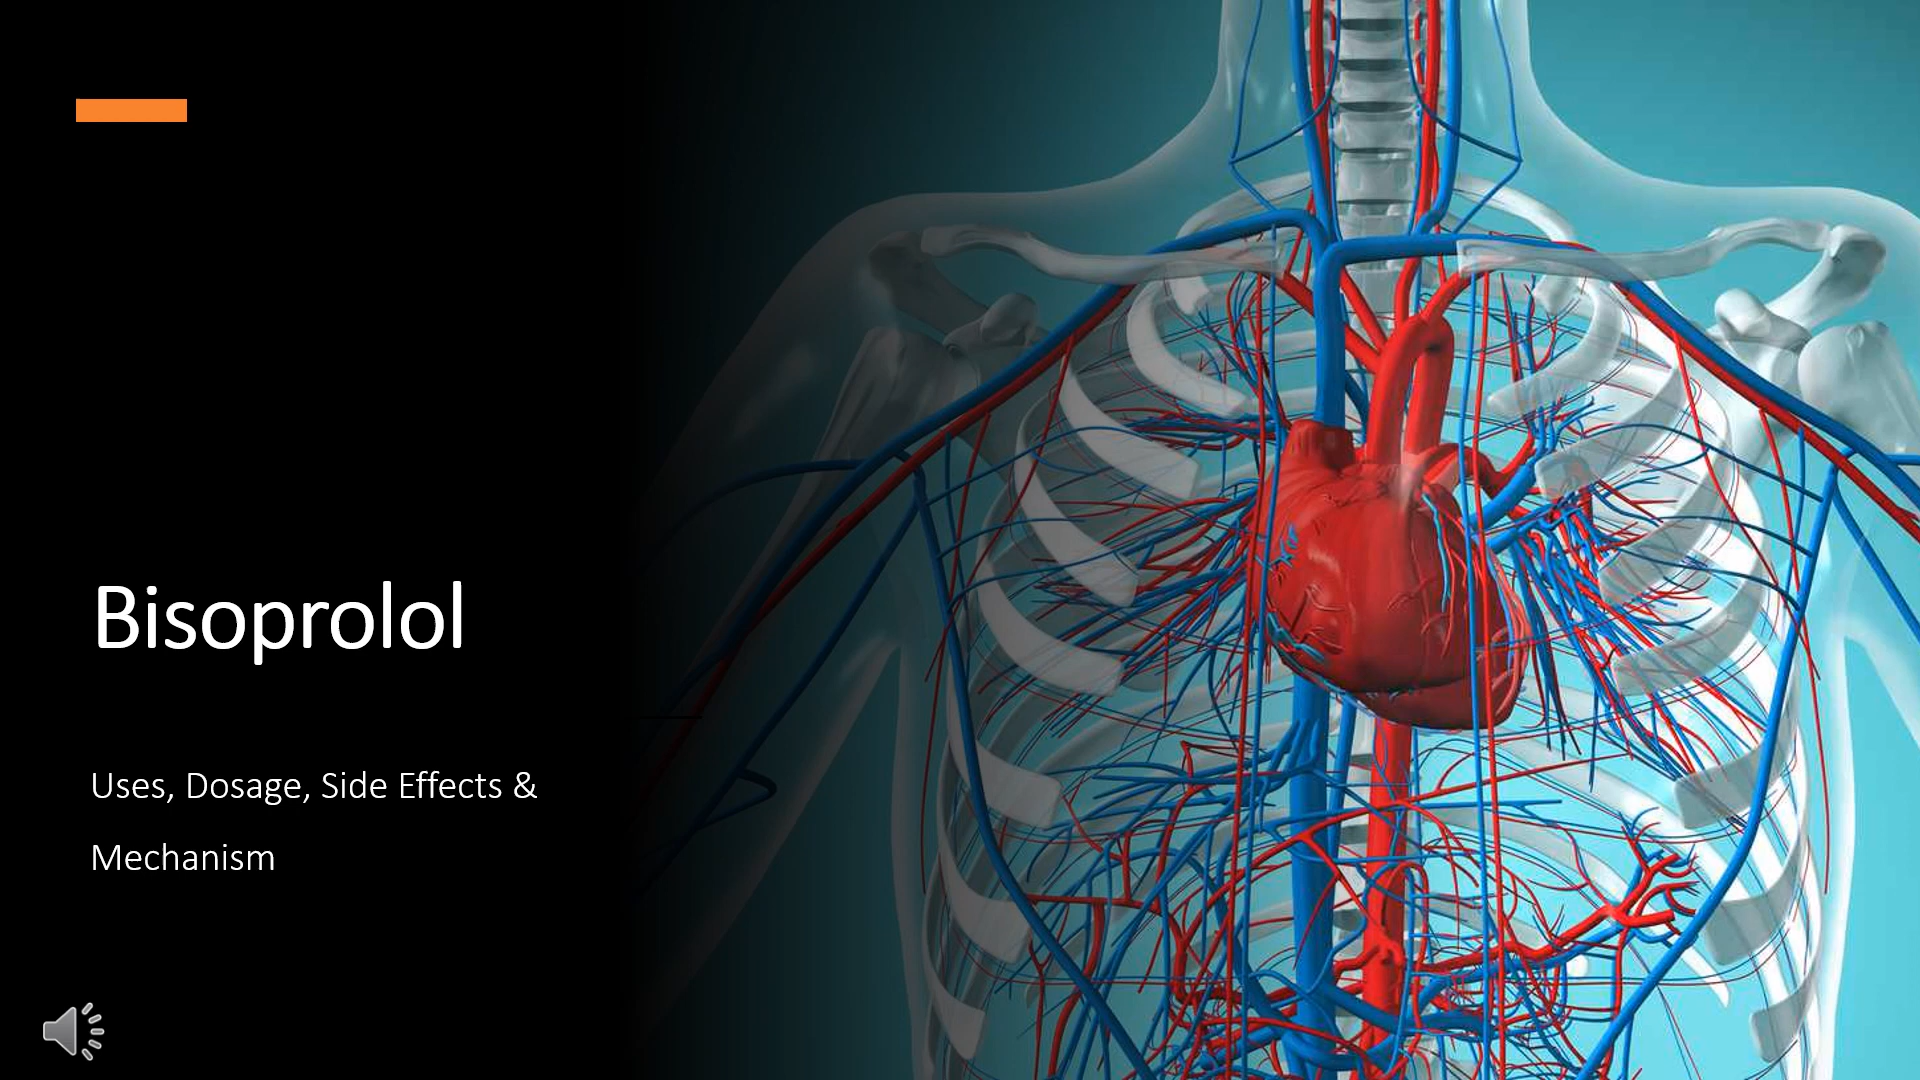 Bisoprolol
Uses, Dosage, Side Effects &
Mechanism